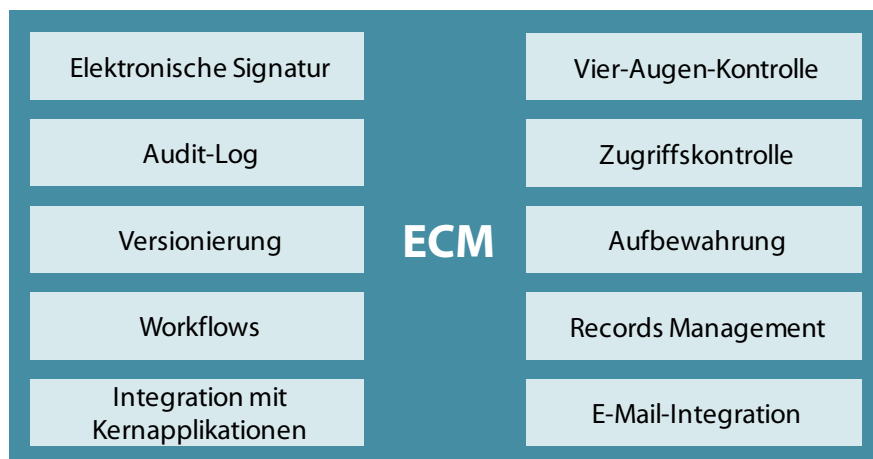 Elektronische Signatur
Audit-Log
Versionierung
Workflows
Integration mit
Kernapplikationen
ECM
Vier-Augen-Kontrolle
Zugriffskontrolle
Aufbewahrung
Records Management
E-Mail-Integration